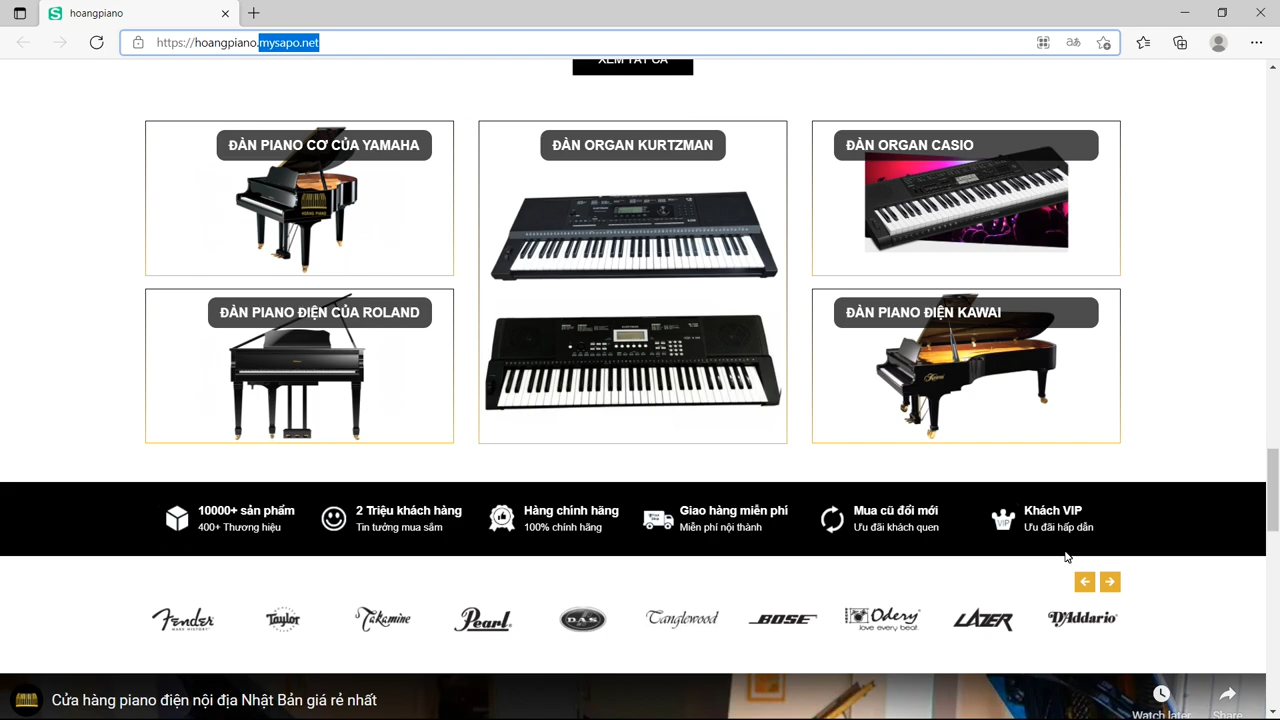 hoangpiano
https://hoangpiano.mysapo.net
XEM TẤT CẢ
ĐÀN PIANO CƠ CỦA YAMAHA
HOÀNG PIANO
ĐÀN ORGAN KURTZMAN
ĐÀN ORGAN CASIO
ĐÀN PIANO ĐIỆN CỦA ROLAND
ĐÀN PIANO ĐIỆN KAWAI
10000+ sản phẩm
400+ Thương hiệu
2 Triệu khách hàng
Tin tưởng mua sắm
Hàng chính hãng
100% chính hãng
Giao hàng miễn phí
Miễn phí nội thành
Mua cũ đổi mới
Ưu đãi khách quen
VIP
Khách VIP
Ưu đãi hấp dẫn
Fender
MAKE HISTORY
Taylor
Takamine
Pearl
D.A.S
Tanglewood
BOSE
Odery
love every beat.
LAZER
D'Addario
Cửa hàng piano điện nội địa Nhật Bản giá rẻ nhất
Watch later
Share